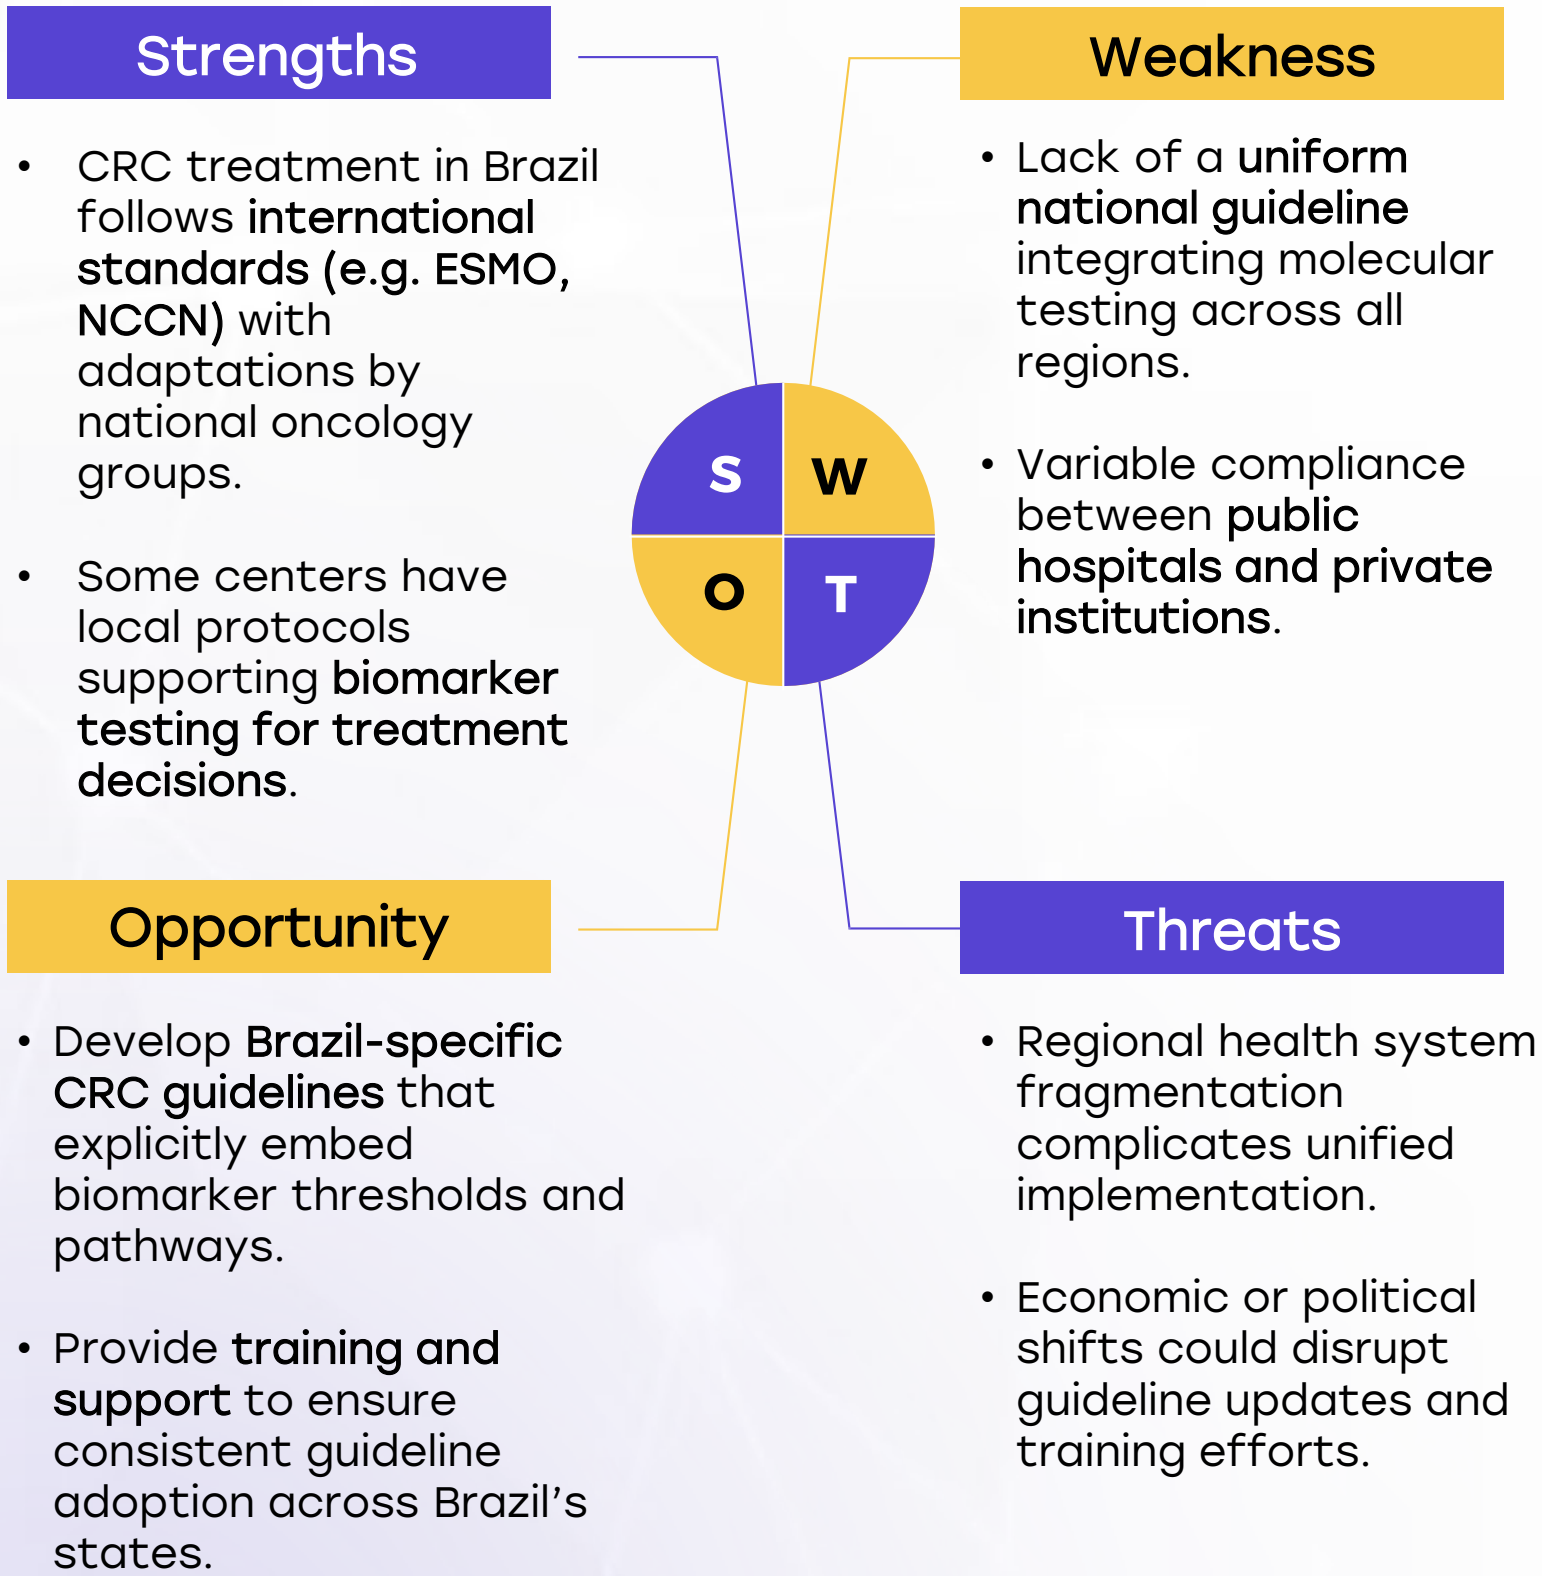 Strengths
• CRC treatment in Brazil
follows international
standards (e.g. ESMO,
NCCN) with
adaptations by
national oncology
groups.
• Some centers have
local protocols
supporting biomarker
testing for treatment
decisions.
Weakness
• Lack of a uniform
national guideline
integrating molecular
testing across all
regions.
• Variable compliance
between public
hospitals and private
institutions.
S
W
O
T
Opportunity
• Develop Brazil-specific
CRC guidelines that
explicitly embed
biomarker thresholds and
pathways.
• Provide training and
support to ensure
consistent guideline
adoption across Brazil’s
states.
Threats
• Regional health system
fragmentation
complicates unified
implementation.
• Economic or political
shifts could disrupt
guideline updates and
training efforts.